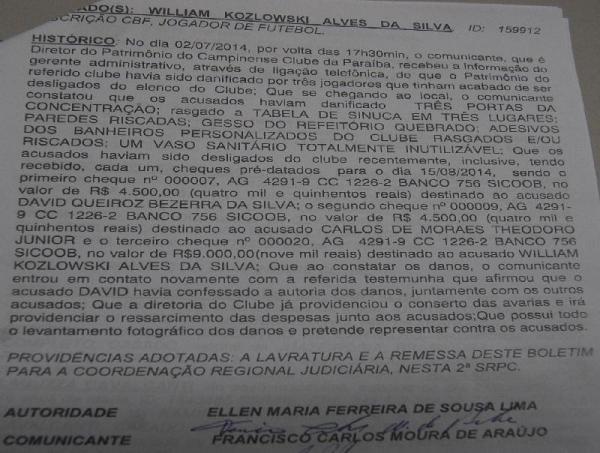 ADO(S): WILLIAM KOZLOWSKI ALVES DA SILVA, ID: 159912
SCRIÇÃO CBF, JOGADOR DE FUTEBOL.
HISTÓRICO: No dia 02/07/2014, por volta das 17h30min, o comunicante, que é
Diretor do Patrimônio do Campinense Clube da Paraíba, recebeu a informação do
gerente administrativo, através de ligação telefônica, de que o Patrimônio do
referido clube havia sido danificado por três jogadores que tinham acabado de ser
desligados do elenco do Clube; Que se chegando ao local, o comunicante
constatou que os acusados haviam danificado TRÊS PORTAS DA
CONCENTRAÇÃO; rasgado a TABELA DE SINUCA EM TRÊS LUGARES;
PAREDES RISCADAS; GESSO DO REFEITÓRIO QUEBRADO; ADESIVOS
DOS BANHEIROS PERSONALIZADOS DO CLUBE RASGADOS E/OU
RISCADOS; UM VASO SANITÁRIO TOTALMENTE INUTILIZÁVEL; Que os
acusados haviam sido desligados do clube recentemente, inclusive, tendo
recebido, cada um, cheques pré-datados para o dia 15/08/2014, sendo o
primeiro cheque nº 000007, AG 4291-9 CC 1226-2 BANCO 756 SICOOB, no
valor de R$ 4.500,00 (quatro mil e quinhentos reais) destinado ao acusado
DAVID QUEIROZ BEZERRA DA SILVA; o segundo cheque nº 000009, AG 4291-
9 CC 1226-2 BANCO 756 SICOOB, no valor de R$ 4.500,00 (quatro mil e
quinhentos reais) destinado ao acusado CARLOS DE MORAES THEODORO
JUNIOR e o terceiro cheque nº 000020, AG 4291-9 CC 1226-2 BANCO 756
SICOOB, no valor de R$9.000,00(nove mil reais) destinado ao acusado WILLIAM
KOZLOWSKI ALVES DA SILVA; Que ao constatar os danos, o comunicante
entrou em contato novamente com a referida testemunha que afirmou que o
acusado DAVID havia confessado a autoria dos danos, juntamente com os outros
acusados; Que a diretoria do Clube já providenciou o conserto das avarias e irá
providenciar o ressarcimento das despesas junto aos acusados;Que possui todo
o levantamento fotográfico dos danos e pretende representar contra os acusados.
PROVIDÊNCIAS ADOTADAS: A LAVRATURA E A REMESSA DESTE BOLETIM
PARA A COORDENAÇÃO REGIONAL JUDICIÁRIA, NESTA 2ª SRPC.
AUTORIDADE ELLEN MARIA FERREIRA DE SOUSA LIMA
COMUNICANTE FRANCISCO CARLOS MOURA DE ARAÚJO